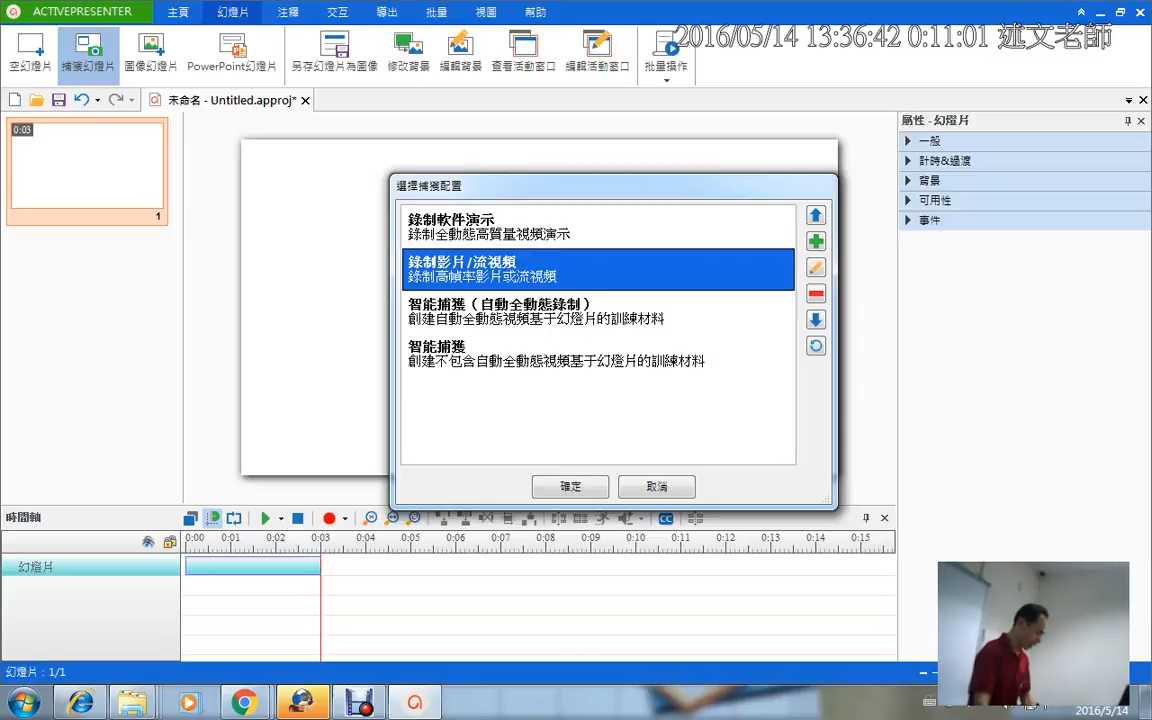 ACTIVEPRESENTER
主頁
幻燈片
注釋
交互
導出
批量
視圖
幫助
2016/05/14 13:36:42 0:11:01 述文老師
空幻燈片
捕獲幻燈片
圖像幻燈片
PowerPoint幻燈片
另存幻燈片為圖像
修改背景
編輯背景
查看活動窗口
編輯活動窗口
批量操作
未命名 - Untitled.approj*
屬性 - 幻燈片
0:03
1
一般
計時&過渡
背景
可用性
事件
選擇捕獲配置
錄制軟件演示
錄制全動態高質量視頻演示
錄制影片/流視頻
錄制高幀率影片或流視頻
智能捕獲（自動全動態錄制）
創建自動全動態視頻基于幻燈片的訓練材料
智能捕獲
創建不包含自動全動態視頻基于幻燈片的訓練材料
確定
取消
時間軸
CC
0:00 0:01 0:02 0:03 0:04 0:05 0:06 0:07 0:08 0:09 0:10 0:11 0:12 0:13 0:14 0:15
幻燈片
幻燈片：1/1
2016/5/14